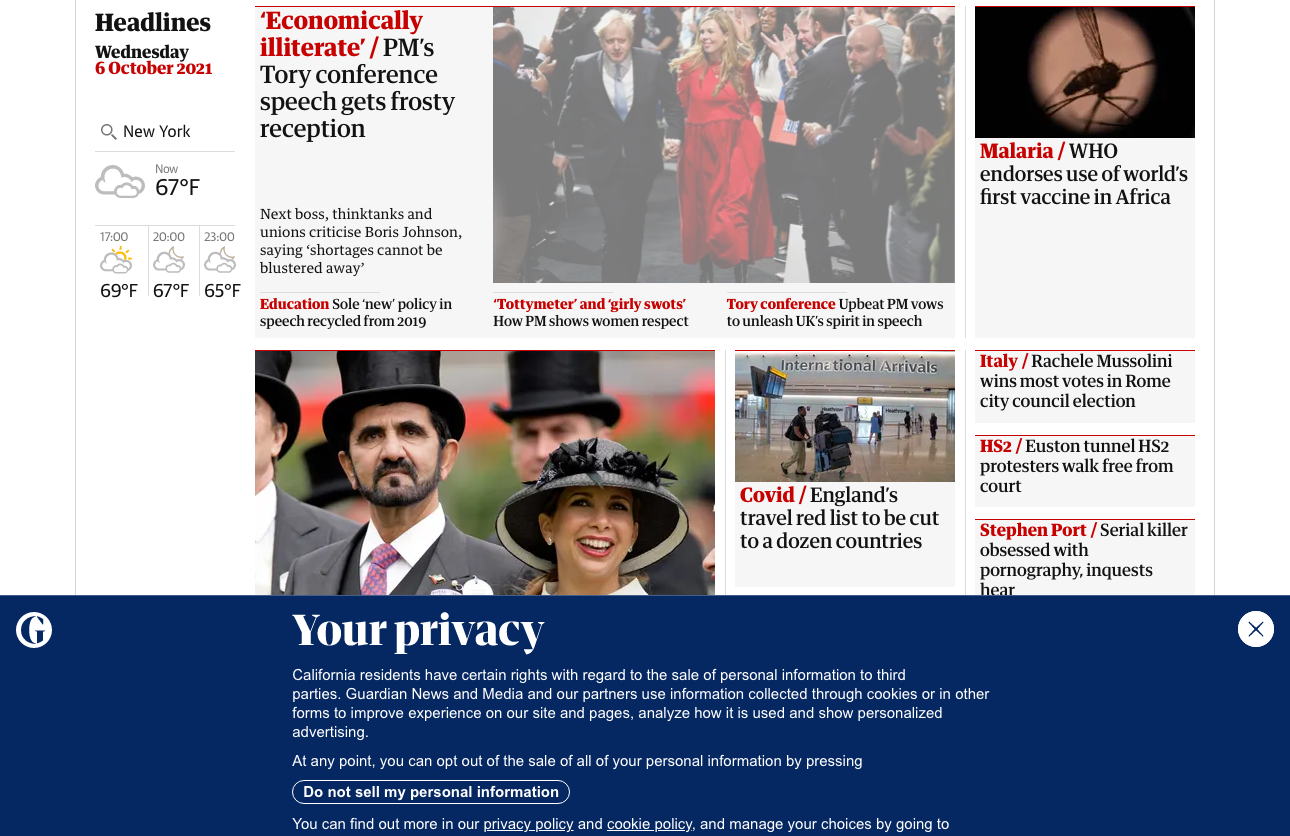 Headlines
Wednesday
6 October 2021
New York
Now
67°F
17:00
20:00
23:00
69°F
67°F
65°F
‘Economically
illiterate’ / PM’s
Tory conference
speech gets frosty
reception
Next boss, thinktanks and
unions criticise Boris Johnson,
saying ‘shortages cannot be
blustered away’
Education Sole ‘new’ policy in
speech recycled from 2019
‘Tottymeter’ and ‘girly swots’
How PM shows women respect
Tory conference Upbeat PM vows
to unleash UK’s spirit in speech
Malaria / WHO
endorses use of world’s
first vaccine in Africa
International Arrivals
Heathrow
Heathrow
Covid / England’s
travel red list to be cut
to a dozen countries
Italy / Rachele Mussolini
wins most votes in Rome
city council election
HS2 / Euston tunnel HS2
protesters walk free from
court
Stephen Port / Serial killer
obsessed with
pornography, inquests
hear
G
Your privacy
California residents have certain rights with regard to the sale of personal information to third
parties. Guardian News and Media and our partners use information collected through cookies or in other
forms to improve experience on our site and pages, analyze how it is used and show personalized
advertising.
At any point, you can opt out of the sale of all of your personal information by pressing
Do not sell my personal information
You can find out more in our privacy policy and cookie policy, and manage your choices by going to